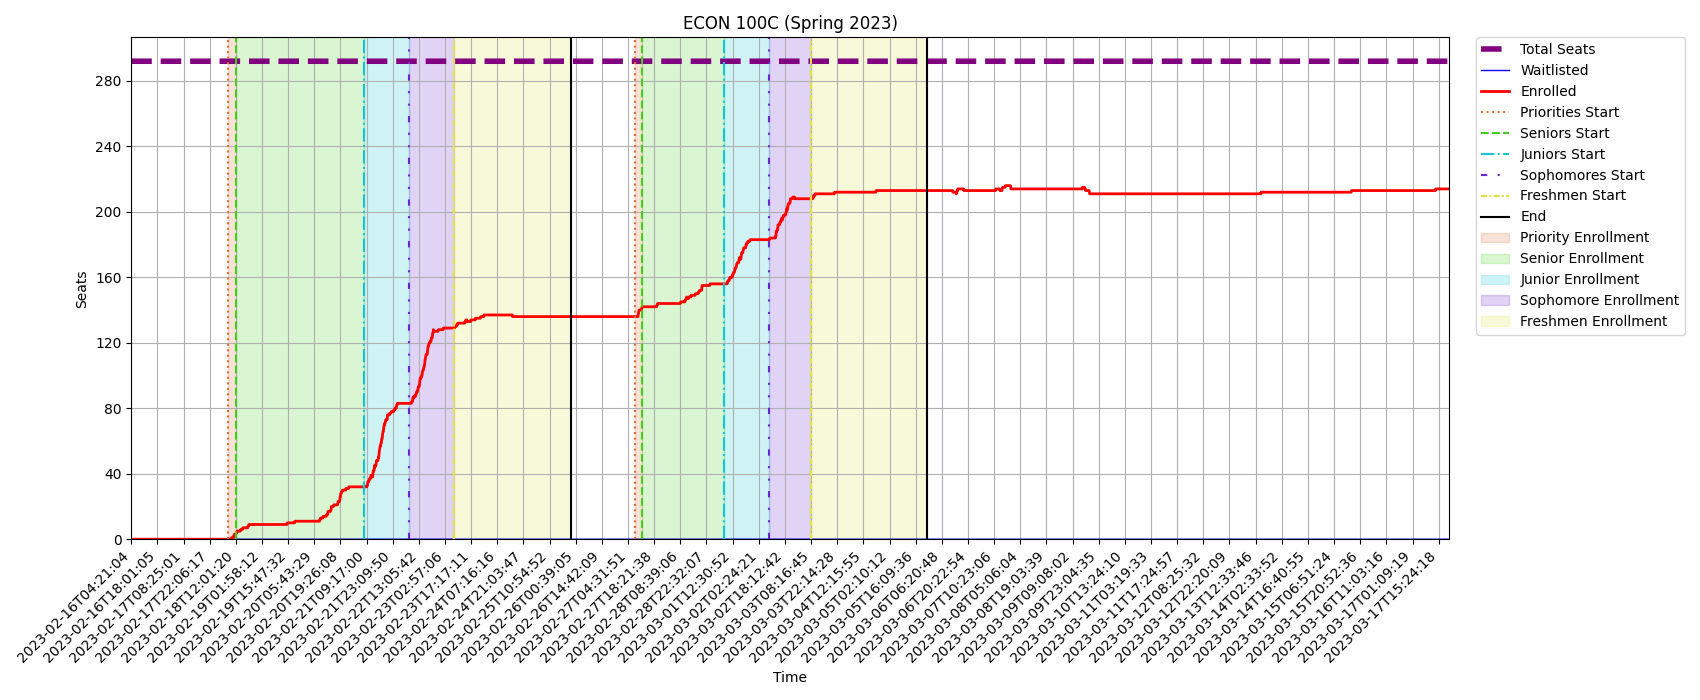 ECON 100C (Spring 2023)
Seats
280
240
200
160
120
80
40
0
2023-02-16T04:21:04
2023-02-16T18:01:05
2023-02-17T08:25:01
2023-02-17T22:06:17
2023-02-18T12:01:20
2023-02-19T01:58:12
2023-02-19T15:47:32
2023-02-20T05:43:29
2023-02-20T19:26:08
2023-02-21T09:17:00
2023-02-21T23:09:50
2023-02-22T13:05:42
2023-02-23T02:57:06
2023-02-23T17:17:11
2023-02-24T07:16:16
2023-02-24T21:03:47
2023-02-25T10:54:52
2023-02-26T00:39:05
2023-02-26T14:42:09
2023-02-27T04:31:51
2023-02-27T18:21:38
2023-02-28T08:39:06
2023-02-28T22:32:07
2023-03-01T12:30:52
2023-03-02T02:24:21
2023-03-02T18:12:42
2023-03-03T08:16:45
2023-03-03T22:14:28
2023-03-04T12:15:55
2023-03-05T02:10:12
2023-03-05T16:09:36
2023-03-06T06:20:48
2023-03-06T20:22:54
2023-03-07T10:23:06
2023-03-08T05:06:04
2023-03-08T19:03:39
2023-03-09T09:08:02
2023-03-09T23:04:35
2023-03-10T13:24:10
2023-03-11T03:19:33
2023-03-11T17:24:57
2023-03-12T08:25:32
2023-03-12T22:20:09
2023-03-13T12:33:46
2023-03-14T02:33:52
2023-03-14T16:40:55
2023-03-15T06:51:24
2023-03-15T20:52:36
2023-03-16T11:03:16
2023-03-17T01:09:19
2023-03-17T15:24:18
Time
Total Seats
Waitlisted
Enrolled
Priorities Start
Seniors Start
Juniors Start
Sophomores Start
Freshmen Start
End
Priority Enrollment
Senior Enrollment
Junior Enrollment
Sophomore Enrollment
Freshmen Enrollment